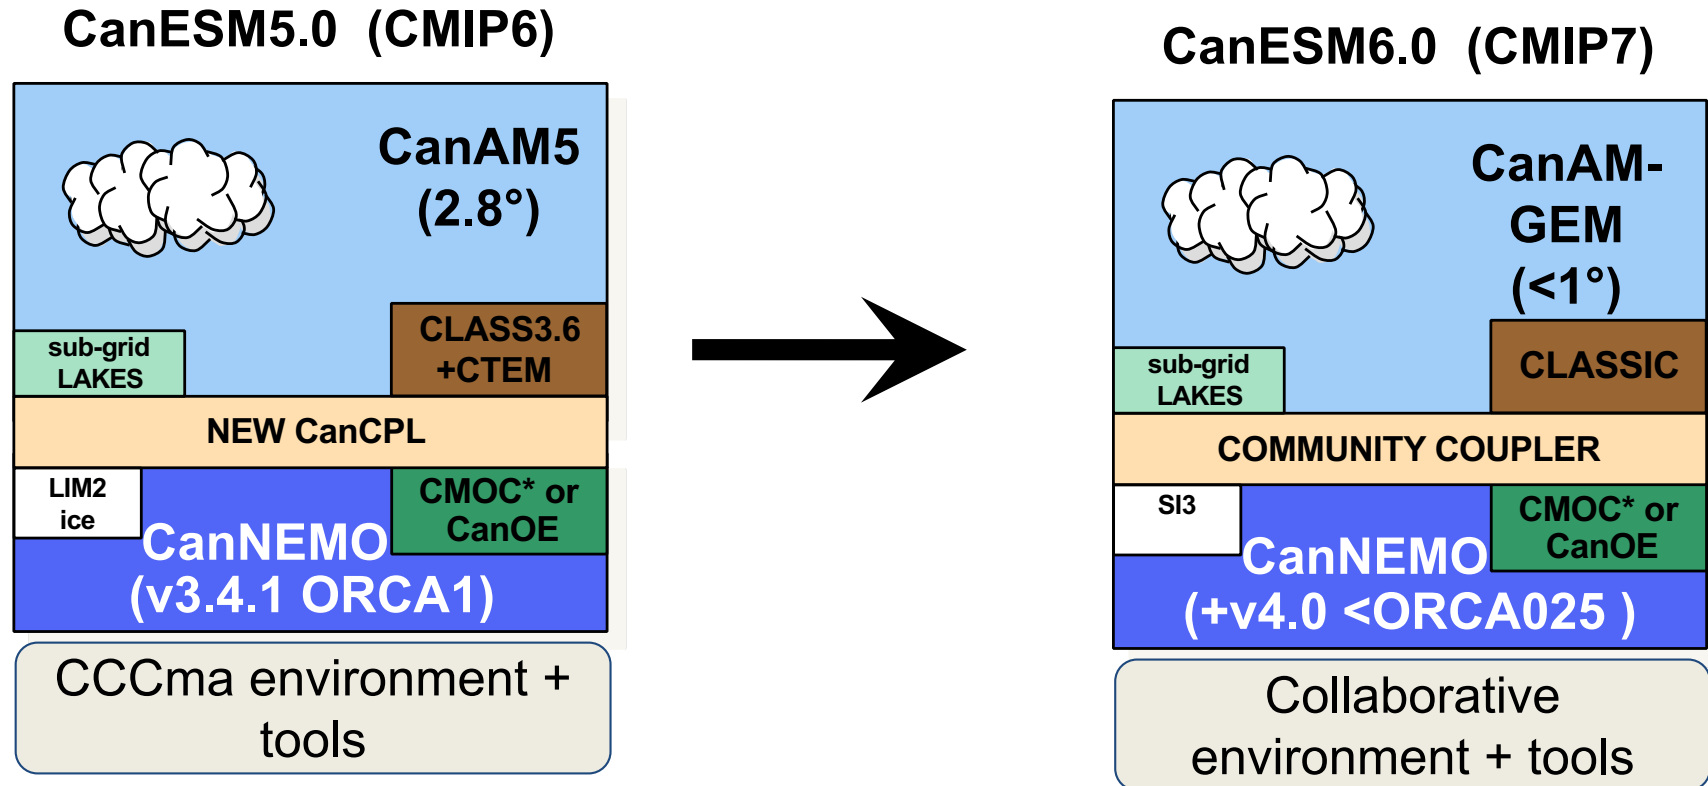 CanESM5.0 (CMIP6)
CanAM5
(2.8°)
CLASS3.6
+CTEM
sub-grid
LAKES
NEW CanCPL
LIM2
ice
CMOC* or
CanOE
CanNEMO
(v3.4.1 ORCA1)
CCCma environment +
tools
CanESM6.0 (CMIP7)
CanAM-
GEM
(<1°)
CLASSIC
sub-grid
LAKES
COMMUNITY COUPLER
SI3
CMOC* or
CanOE
CanNEMO
(+v4.0 <ORCA025 )
Collaborative
environment + tools